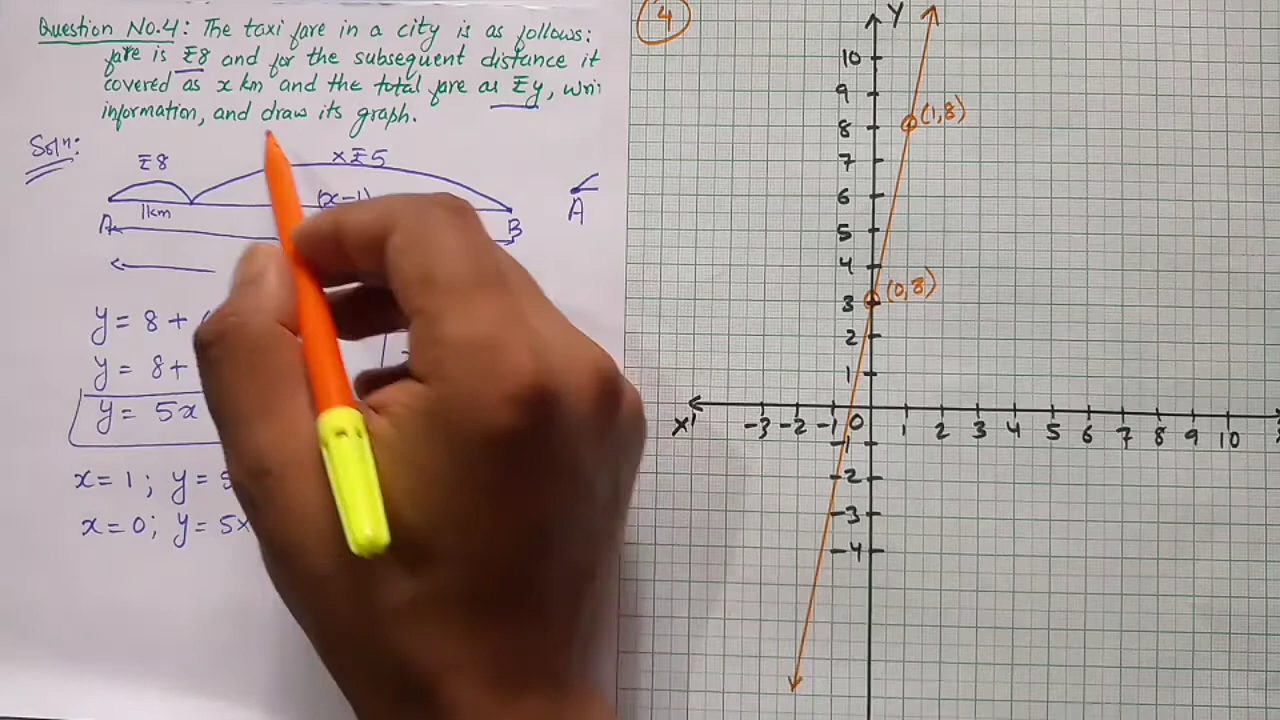 Question No.4: The taxi fare in a city is as follows:
fare is ₹8 and for the subsequent distance it
covered as x km and the total fare as ₹y, wri
information, and draw its graph.
Soln:
₹8 x₹5
1km (x-1)
A B A
y = 8 +
y = 8+
y = 5x
x=1; y=
x=0; y= 5x
4
Y
10
9
8 (1,8)
7
6
5
4
3 (0,8)
2
1
X' -3 -2 -1 0 1 2 3 4 5 6 7 8 9 10
-1
-2
-3
-4